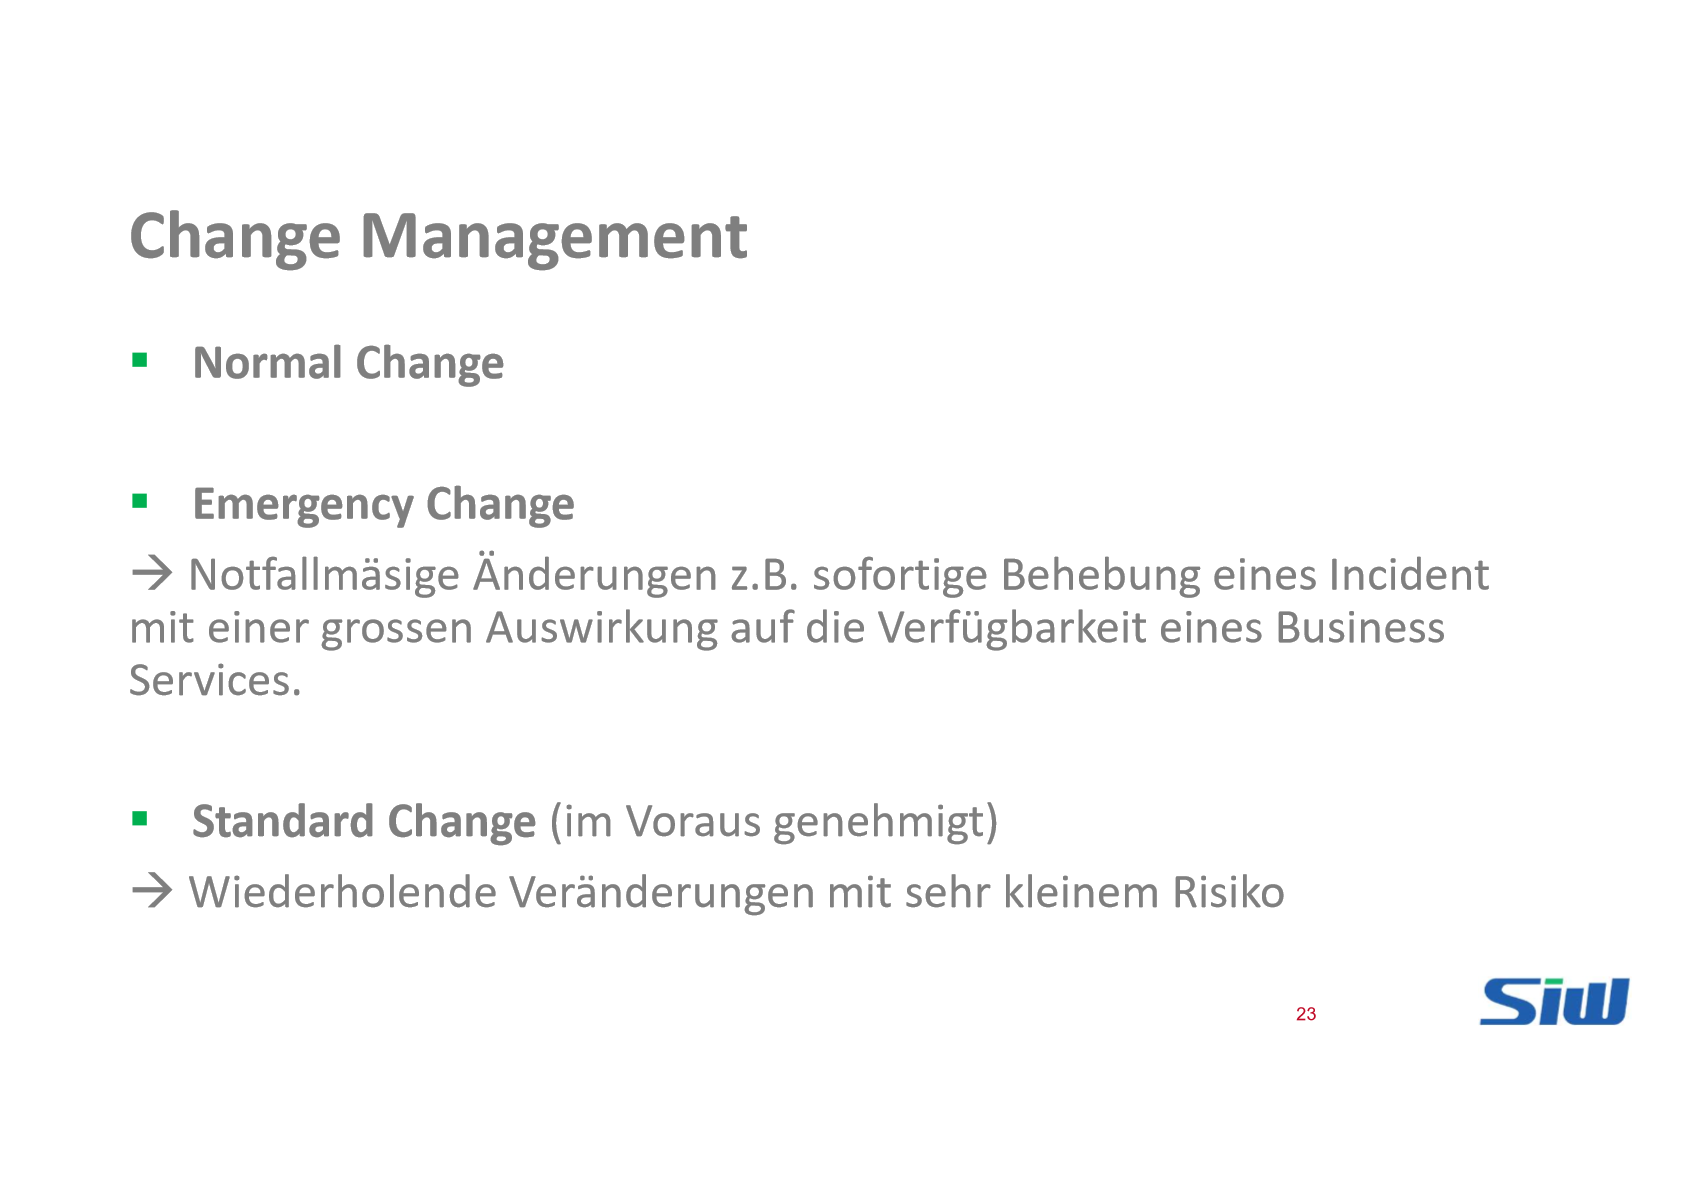 Change Management
▪ Normal Change
▪ Emergency Change
→ Notfallmäsige Änderungen z.B. sofortige Behebung eines Incident
mit einer grossen Auswirkung auf die Verfügbarkeit eines Business
Services.
▪ Standard Change (im Voraus genehmigt)
→ Wiederholende Veränderungen mit sehr kleinem Risiko
23
Siw